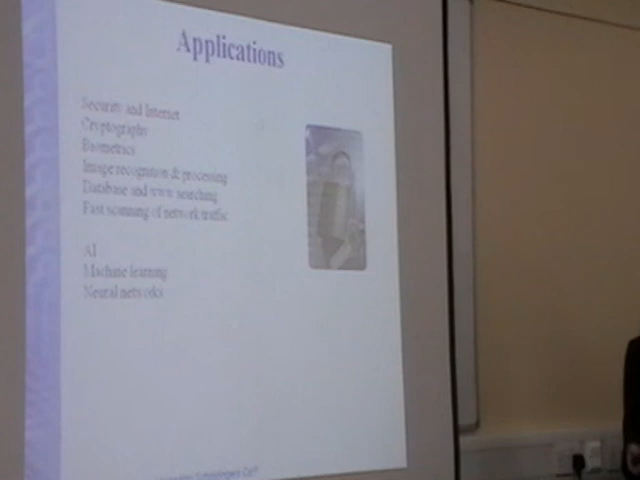 Applications
Security and Internet
Cryptography
Biometrics
Image recognition & processing
Database and www searching
Fast scanning of network traffic
AI
Machine learning
Neural networks